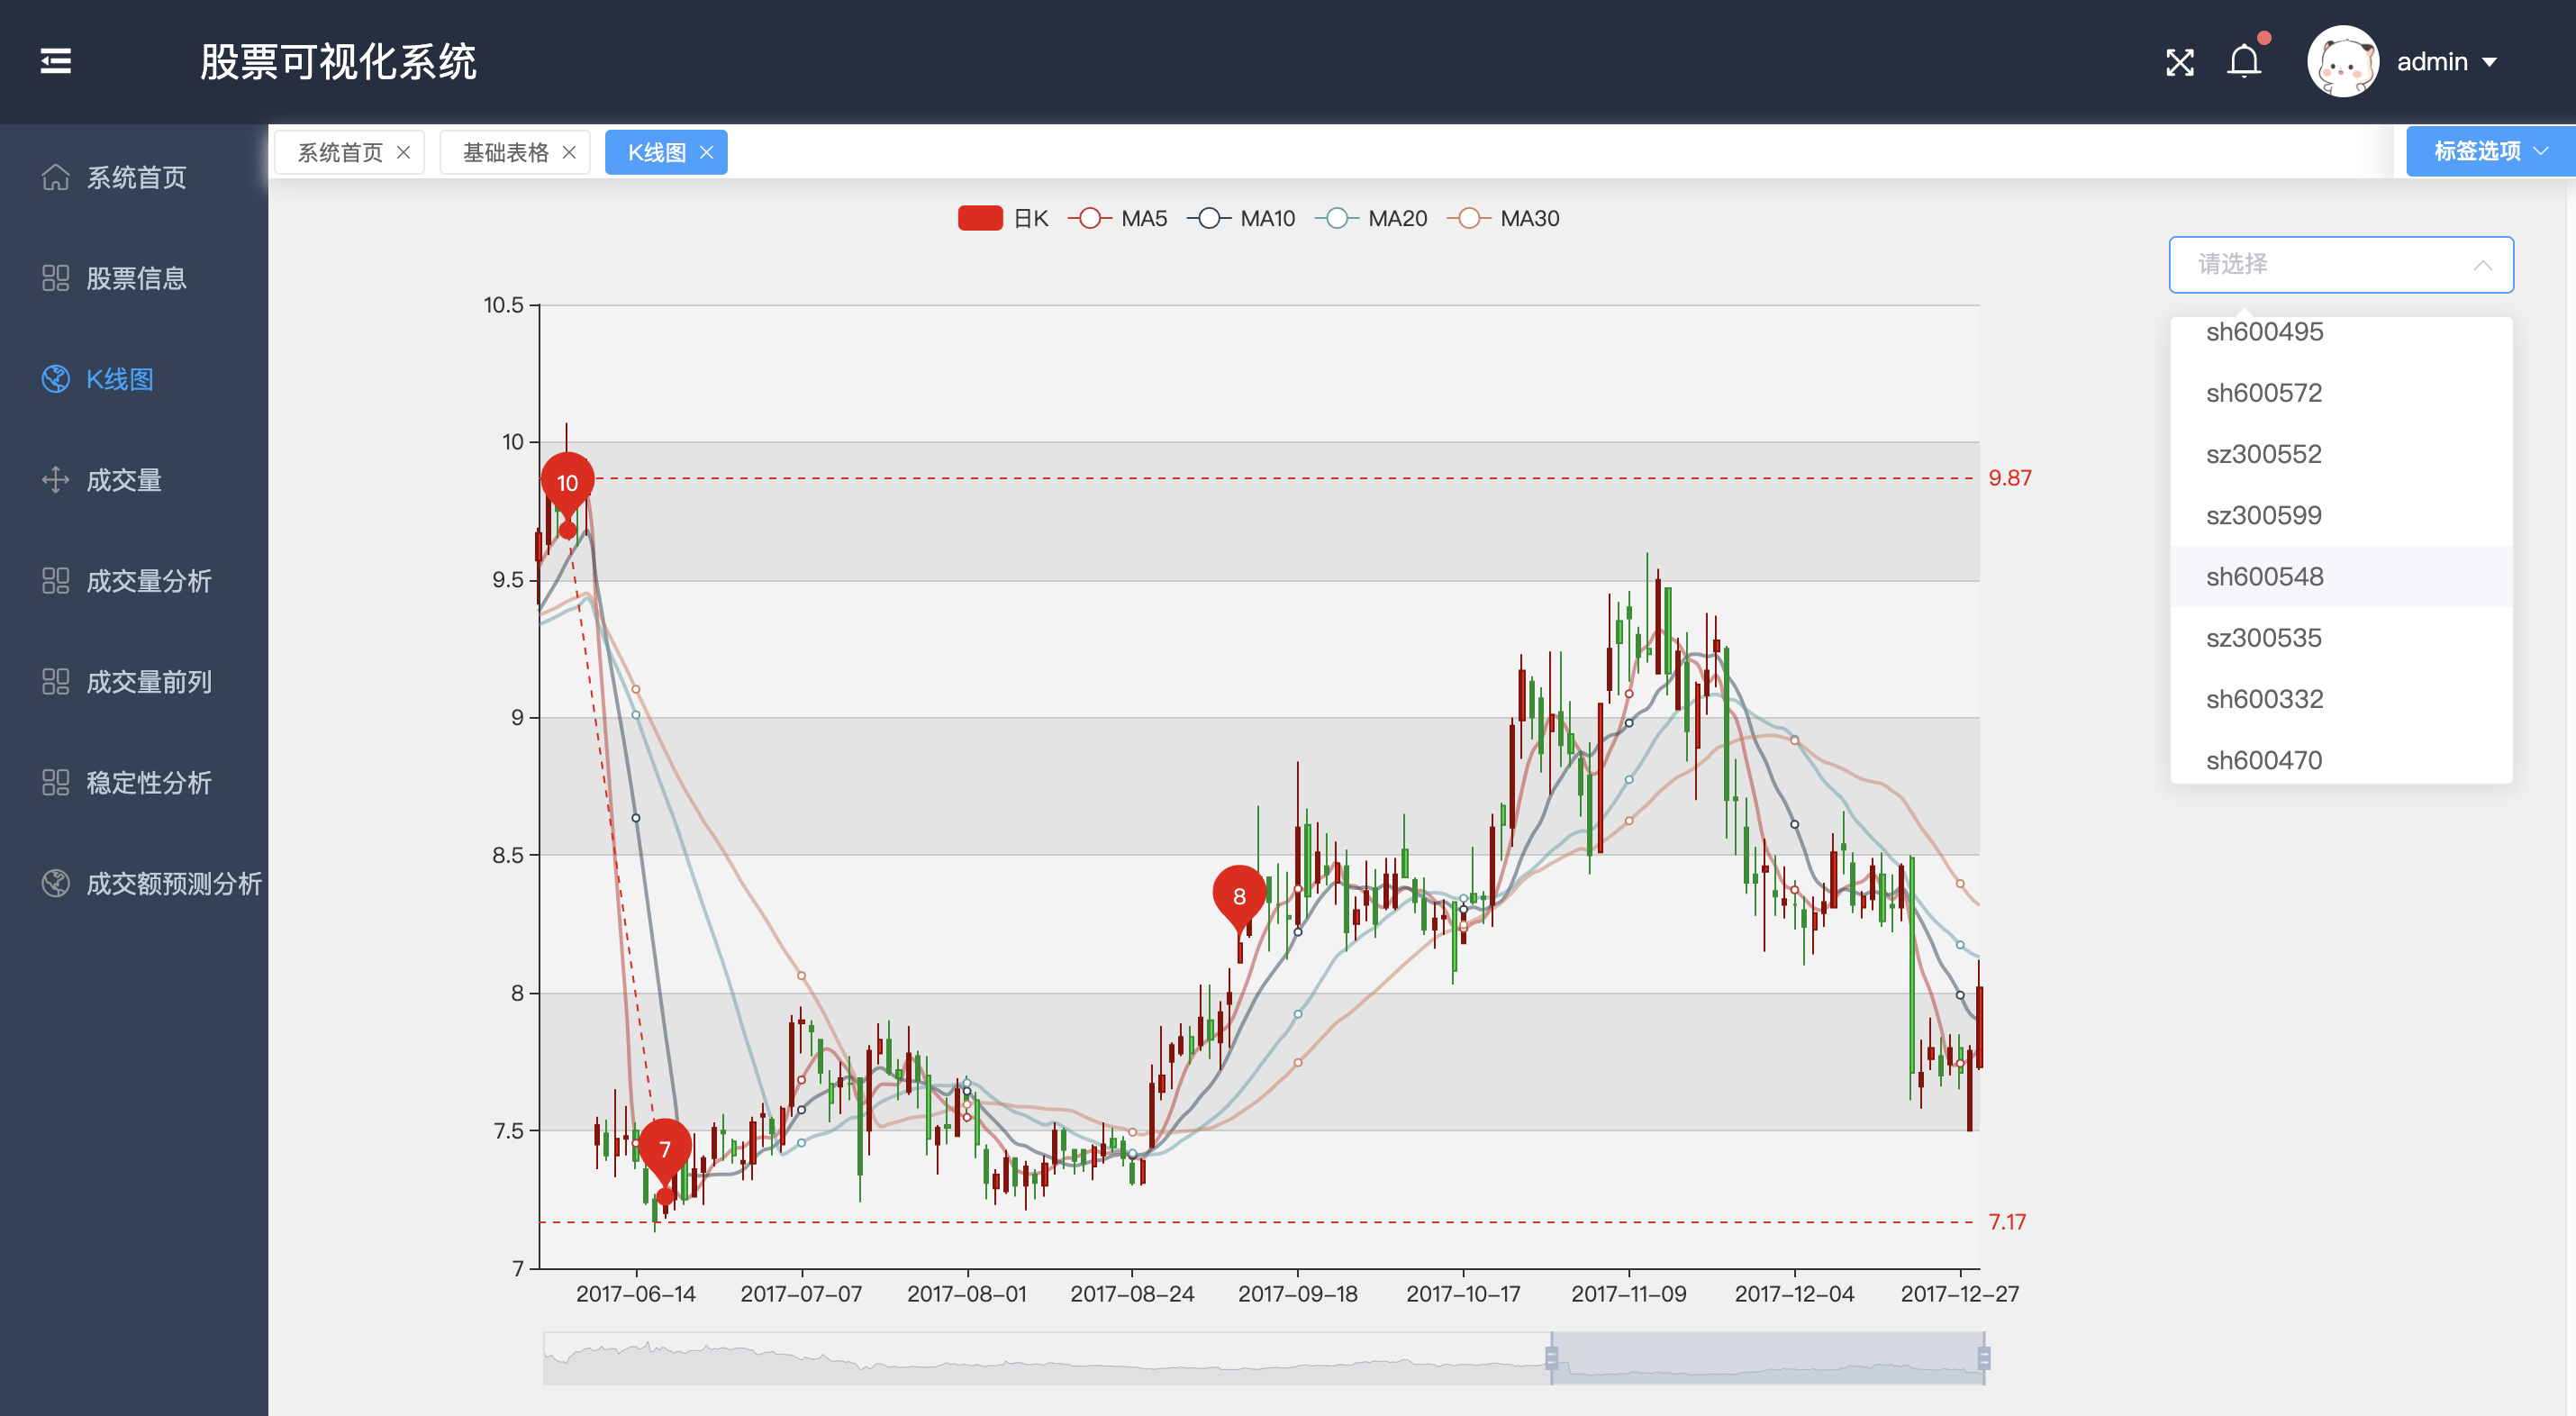 股票可视化系统
admin
系统首页
股票信息
K线图
成交量
成交量分析
成交量前列
稳定性分析
成交额预测分析
系统首页
基础表格
K线图
标签选项
日K
MA5
MA10
MA20
MA30
请选择
sh600495
sh600572
sz300552
sz300599
sh600548
sz300535
sh600332
sh600470
10.5
10
9.5
9
8.5
8
7.5
7
10
9.87
8
7
7.17
2017-06-14
2017-07-07
2017-08-01
2017-08-24
2017-09-18
2017-10-17
2017-11-09
2017-12-04
2017-12-27